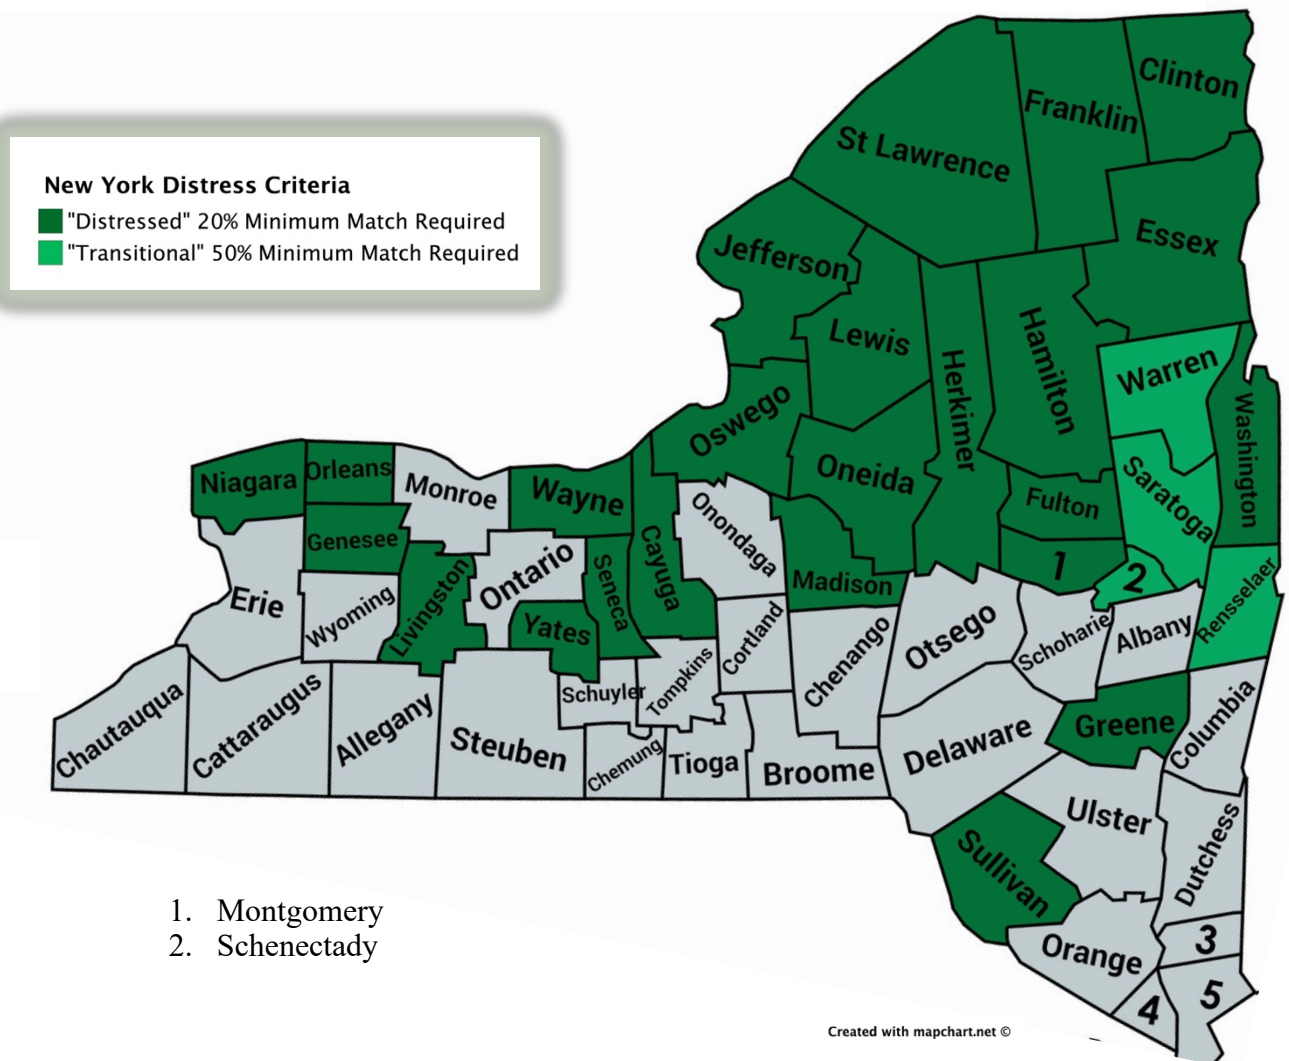 New York Distress Criteria
"Distressed" 20% Minimum Match Required
"Transitional" 50% Minimum Match Required
Clinton
Franklin
St Lawrence
Essex
Jefferson
Lewis
Herkimer
Hamilton
Warren
Washington
Oswego
Oneida
Saratoga
Fulton
Niagara
Orleans
Monroe
Wayne
Onondaga
Cayuga
Genesee
Madison
1
2
Rensselaer
Erie
Wyoming
Livingston
Ontario
Yates
Seneca
Cortland
Chenango
Otsego
Schoharie
Albany
Schuyler
Tompkins
Chautauqua
Cattaraugus
Allegany
Steuben
Chemung
Tioga
Broome
Delaware
Greene
Columbia
Ulster
Dutchess
Sullivan
Orange
3
4
5
1. Montgomery
2. Schenectady
Created with mapchart.net ©